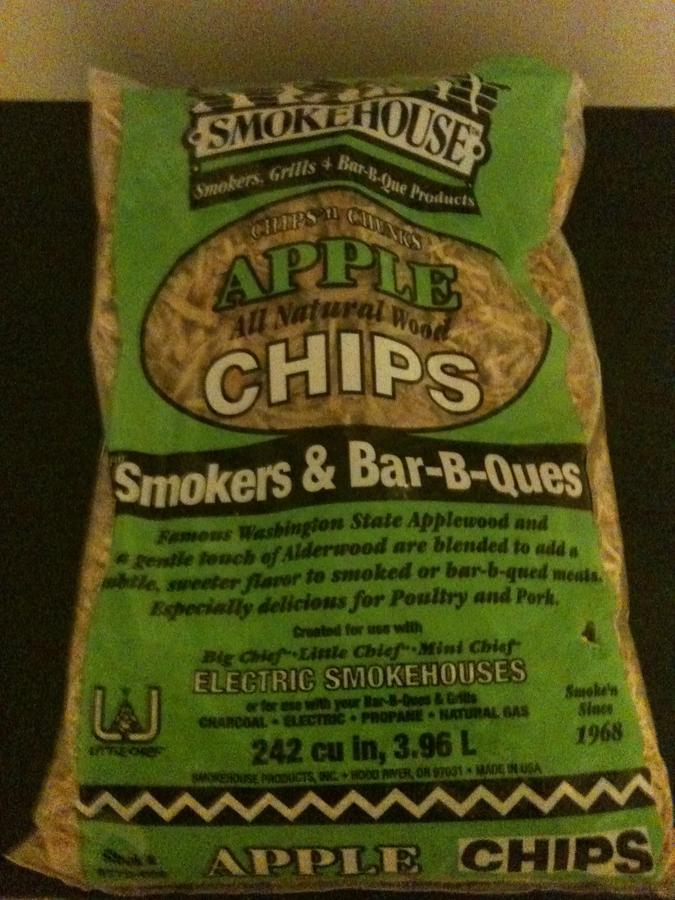 SMOKEHOUSE
Smokers, Grills & Bar-B-Que Products
CHIPS 'n CHUNKS
APPLE
All Natural Wood
CHIPS
Smokers & Bar-B-Ques
Famous Washington State Applewood and
a gentle touch of Alderwood are blended to add a
subtle, sweeter flavor to smoked or bar-b-qued meats.
Especially delicious for Poultry and Pork.
Created for use with
Big Chief · Little Chief · Mini Chief
ELECTRIC SMOKEHOUSES
or for use with your Bar-B-Ques & Grills
CHARCOAL • ELECTRIC • PROPANE • NATURAL GAS
242 cu in, 3.96 L
SMOKEHOUSE PRODUCTS, INC. • HOOD RIVER, OR 97031 • MADE IN USA
LITTLE CHIEF
Smoke'n
Since
1968
APPLE CHIPS